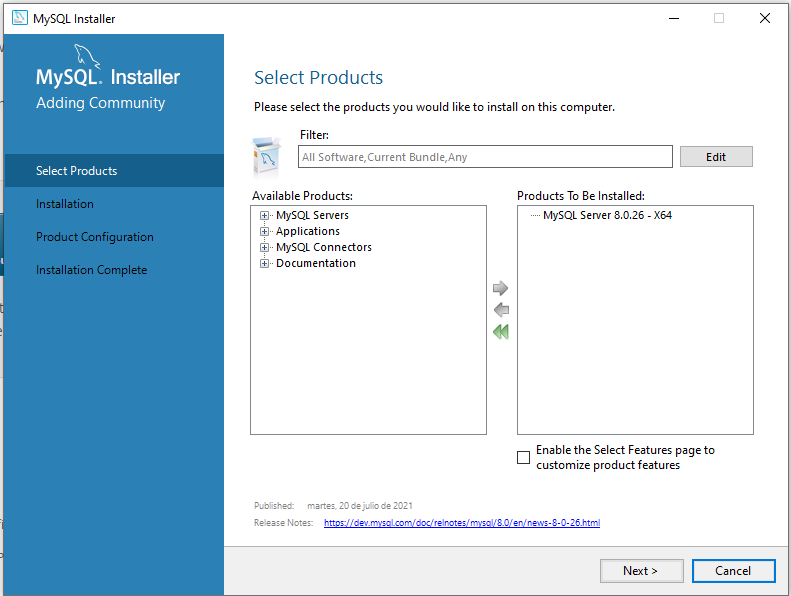 MySQL Installer
MySQL. Installer
Adding Community
Select Products
Installation
Product Configuration
Installation Complete
Select Products
Please select the products you would like to install on this computer.
Filter:
All Software,Current Bundle,Any
Edit
Available Products:
MySQL Servers
Applications
MySQL Connectors
Documentation
Products To Be Installed:
MySQL Server 8.0.26 - X64
Enable the Select Features page to
customize product features
Published: martes, 20 de julio de 2021
Release Notes: https://dev.mysql.com/doc/relnotes/mysql/8.0/en/news-8-0-26.html
Next >
Cancel